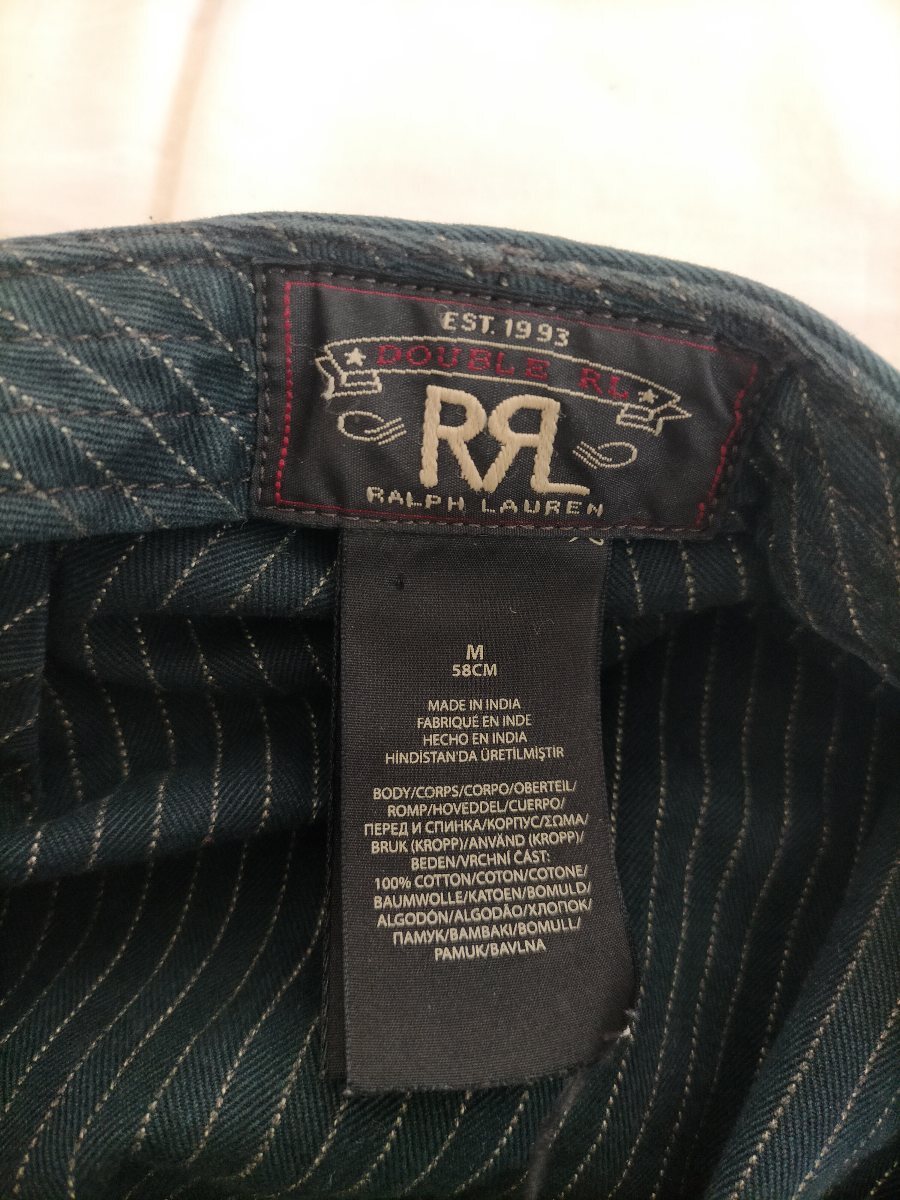 EST. 1993
DOUBLE RL
RRL
RALPH LAUREN
M
58CM
MADE IN INDIA
FABRIQUÉ EN INDE
HECHO EN INDIA
HİNDİSTAN'DA ÜRETİLMİŞTİR
BODY/CORPS/CORPO/OBERTEIL/
ROMP/HOVEDDEL/CUERPO/
ПЕРЕД И СПИНКА/КОРПУС/ΣΩΜΑ/
BRUK (KROPP)/ANVÄND (KROPP)/
BEDEN/VRCHNÍ ČÁST:
100% COTTON/COTON/COTONE/
BAUMWOLLE/KATOEN/BOMULD/
ALGODÓN/ALGODÃO/ХЛОПОК/
ПАМУК/ΒΑΜΒΑΚΙ/BOMULL/
PAMUK/BAVLNA